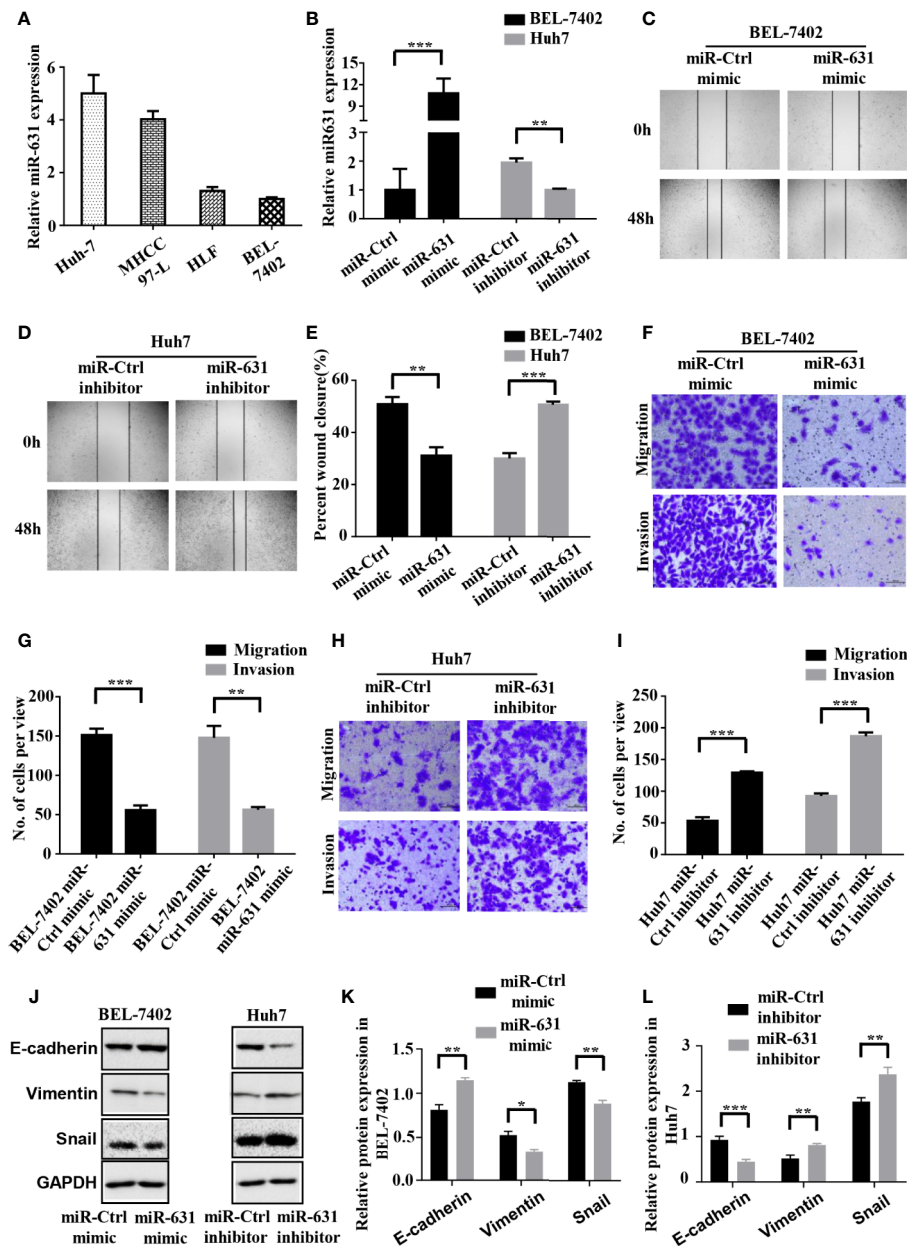 A
Relative miR-631 expression
6
4
2
0
Huh-7
MHCC
97-L
HLF
BEL-
7402
B
BEL-7402
Huh7
Relative miR631 expression
15
12
9
4
3
2
1
0
***
**
miR-Ctrl
mimic
miR-631
mimic
miR-Ctrl
inhibitor
miR-631
inhibitor
C
BEL-7402
miR-Ctrl
mimic
miR-631
mimic
0h
48h
D
Huh7
miR-Ctrl
inhibitor
miR-631
inhibitor
0h
48h
E
BEL-7402
Huh7
Percent wound closure(%)
80
60
40
20
0
**
***
miR-Ctrl
mimic
miR-631
mimic
miR-Ctrl
inhibitor
miR-631
inhibitor
F
BEL-7402
miR-Ctrl
mimic
miR-631
mimic
Migration
Invasion
G
Migration
Invasion
No. of cells per view
200
150
100
50
0
***
**
BEL-7402 miR-
Ctrl mimic
BEL-7402 miR-
631 mimic
BEL-7402 miR-
Ctrl mimic
BEL-7402
miR-631 mimic
H
Huh7
miR-Ctrl
inhibitor
miR-631
inhibitor
Migration
Invasion
I
Migration
Invasion
No. of cells per view
250
200
150
100
50
0
***
***
Huh7 miR-
Ctrl inhibitor
Huh7 miR-
631 inhibitor
Huh7 miR-
Ctrl inhibitor
Huh7 miR-
631 inhibitor
J
BEL-7402
Huh7
E-cadherin
Vimentin
Snail
GAPDH
miR-Ctrl
mimic
miR-631
mimic
miR-Ctrl
inhibitor
miR-631
inhibitor
K
miR-Ctrl
mimic
miR-631
mimic
Relative protein expression in
BEL-7402
1.5
1.0
0.5
0.0
**
*
**
E-cadherin
Vimentin
Snail
L
miR-Ctrl
inhibitor
miR-631
inhibitor
Relative protein expression in
Huh7
3
2
1
0
***
**
**
E-cadherin
Vimentin
Snail